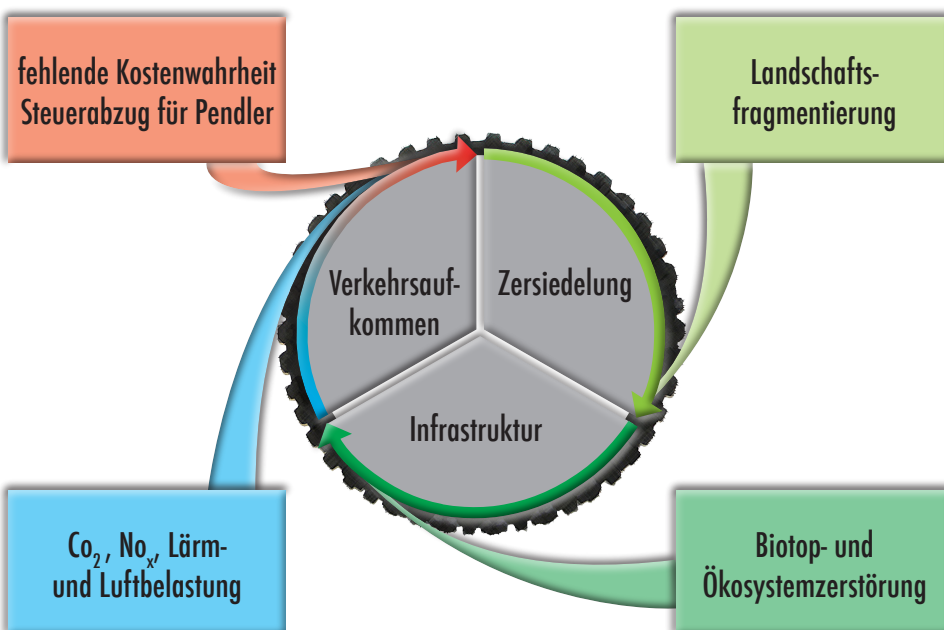 fehlende Kostenwahrheit
Steuerabzug für Pendler
Landschafts-
fragmentierung
Verkehrsauf-
kommen
Zersiedelung
Infrastruktur
Co₂ , Noₓ, Lärm-
und Luftbelastung
Biotop- und
Ökosystemzerstörung